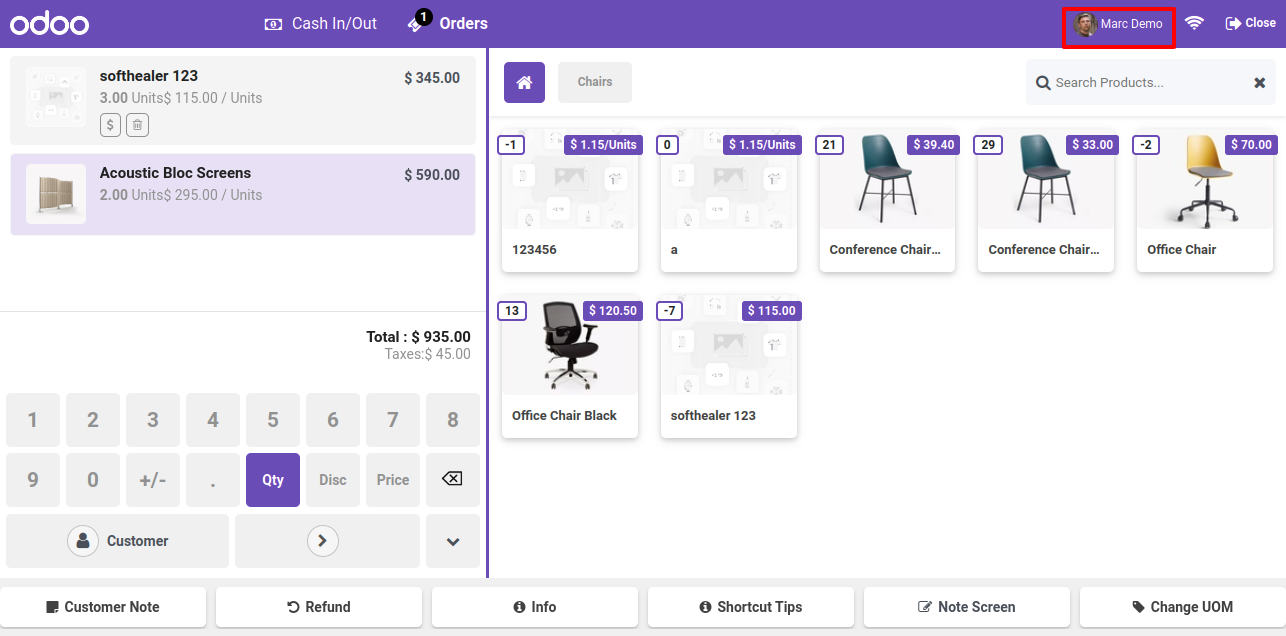 odoo
Cash In/Out
1
Orders
Marc Demo
Close
softhealer 123
$ 345.00
3.00 Units$ 115.00 / Units
$
Acoustic Bloc Screens
$ 590.00
2.00 Units$ 295.00 / Units
Total : $ 935.00
Taxes:$ 45.00
1 2 3 4 5 6 7 8
9 0 +/- . Qty Disc Price
Customer
Chairs
Search Products...
-1 $ 1.15/Units
123456
0 $ 1.15/Units
a
21 $ 39.40
Conference Chair...
29 $ 33.00
Conference Chair...
-2 $ 70.00
Office Chair
13 $ 120.50
Office Chair Black
-7 $ 115.00
softhealer 123
Customer Note
Refund
Info
Shortcut Tips
Note Screen
Change UOM